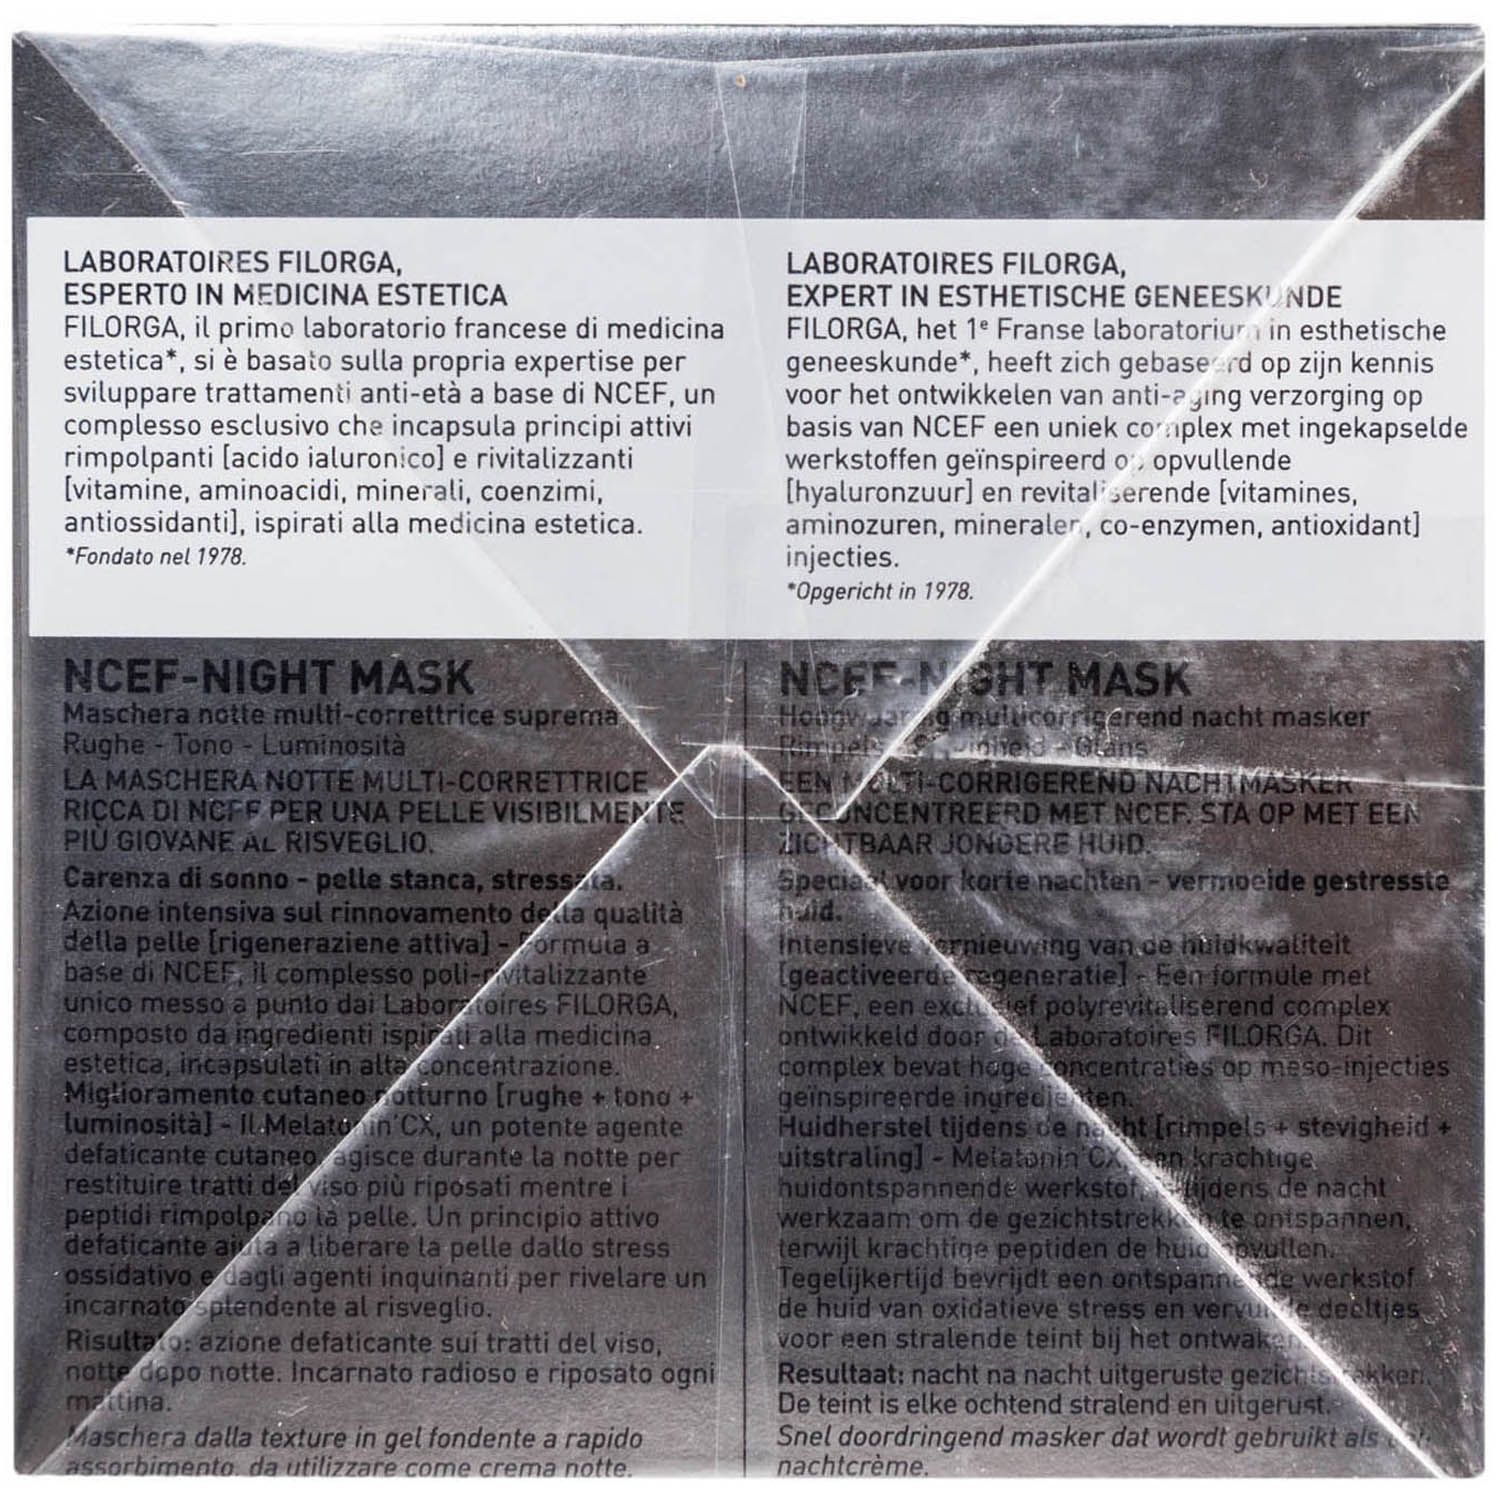 LABORATOIRES FILORGA,
ESPERTO IN MEDICINA ESTETICA
FILORGA, il primo laboratorio francese di medicina
estetica*, si è basato sulla propria expertise per
sviluppare trattamenti anti-età a base di NCEF, un
complesso esclusivo che incapsula principi attivi
rimpolpanti [acido ialuronico] e rivitalizzanti
[vitamine, aminoacidi, minerali, coenzimi,
antiossidanti], ispirati alla medicina estetica.
*Fondato nel 1978.
NCEF-NIGHT MASK
Maschera notte multi-correttrice suprema
Rughe - Tono - Luminosità
LA MASCHERA NOTTE MULTI-CORRETTRICE
RICCA DI NCEF PER UNA PELLE VISIBILMENTE
PIÙ GIOVANE AL RISVEGLIO.
Carenza di sonno - pelle stanca, stressata.
Azione intensiva sul rinnovamento della qualità
della pelle [rigeneraziene attiva] - Formula a
base di NCEF, il complesso poli-rivitalizzante
unico messo a punto dai Laboratoires FILORGA,
composto da ingredienti ispirati alla medicina
estetica, incapsulati in alta concentrazione.
Miglioramento cutaneo notturno [rughe + tono +
luminosità] - Il Melatonin CX, un potente agente
defaticante cutaneo, agisce durante la notte per
restituire tratti del viso più riposati mentre i
peptidi rimpolpano la pelle. Un principio attivo
defaticante aiuta a liberare la pelle dallo stress
ossidativo e dagli agenti inquinanti per rivelare un
incarnato splendente al risveglio.
Risultato: azione defaticante sui tratti del viso,
notte dopo notte. Incarnato radioso e riposato ogni
mattina.
Maschera dalla texture in gel fondente a rapido
assorbimento, da utilizzare come crema notte.
LABORATOIRES FILORGA,
EXPERT IN ESTHETISCHE GENEESKUNDE
FILORGA, het 1e Franse laboratorium in esthetische
geneeskunde*, heeft zich gebaseerd op zijn kennis
voor het ontwikkelen van anti-aging verzorging op
basis van NCEF een uniek complex met ingekapselde
werkstoffen geïnspireerd op opvullende
[hyaluronzuur] en revitaliserende [vitamines,
aminozuren, mineralen, co-enzymen, antioxidant]
injecties.
*Opgericht in 1978.
NCEF-NIGHT MASK
Hoogwaardig multicorrigerend nacht masker
Rimpels - Stevigheid - Glans
EEN MULTI-CORRIGEREND NACHTMASKER
GECONCENTREERD MET NCEF. STA OP MET EEN
ZICHTBAAR JONGERE HUID.
Speciaal voor korte nachten - vermoeide gestresste
huid.
Intensieve vernieuwing van de huidkwaliteit
[geactiveerde regeneratie] - Een formule met
NCEF, een exclusief polyrevitaliserend complex
ontwikkeld door de Laboratoires FILORGA. Dit
complex bevat hoge concentraties op meso-injecties
geïnspireerde ingrediënten.
Huidherstel tijdens de nacht [rimpels + stevigheid +
uitstraling] - Melatonin CX, een krachtige
huidontspannende werkstof, tijdens de nacht
werkzaam om de gezichtstrekken te ontspannen,
terwijl krachtige peptiden de huid opvullen.
Tegelijkertijd bevrijdt een ontspannende werkstof
de huid van oxidatieve stress en vervuilde deeltjes
voor een stralende teint bij het ontwaken.
Resultaat: nacht na nacht uitgeruste gezichtstrekken.
De teint is elke ochtend stralend en uitgerust.
Snel doordringend masker dat wordt gebruikt als
nachtcrème.